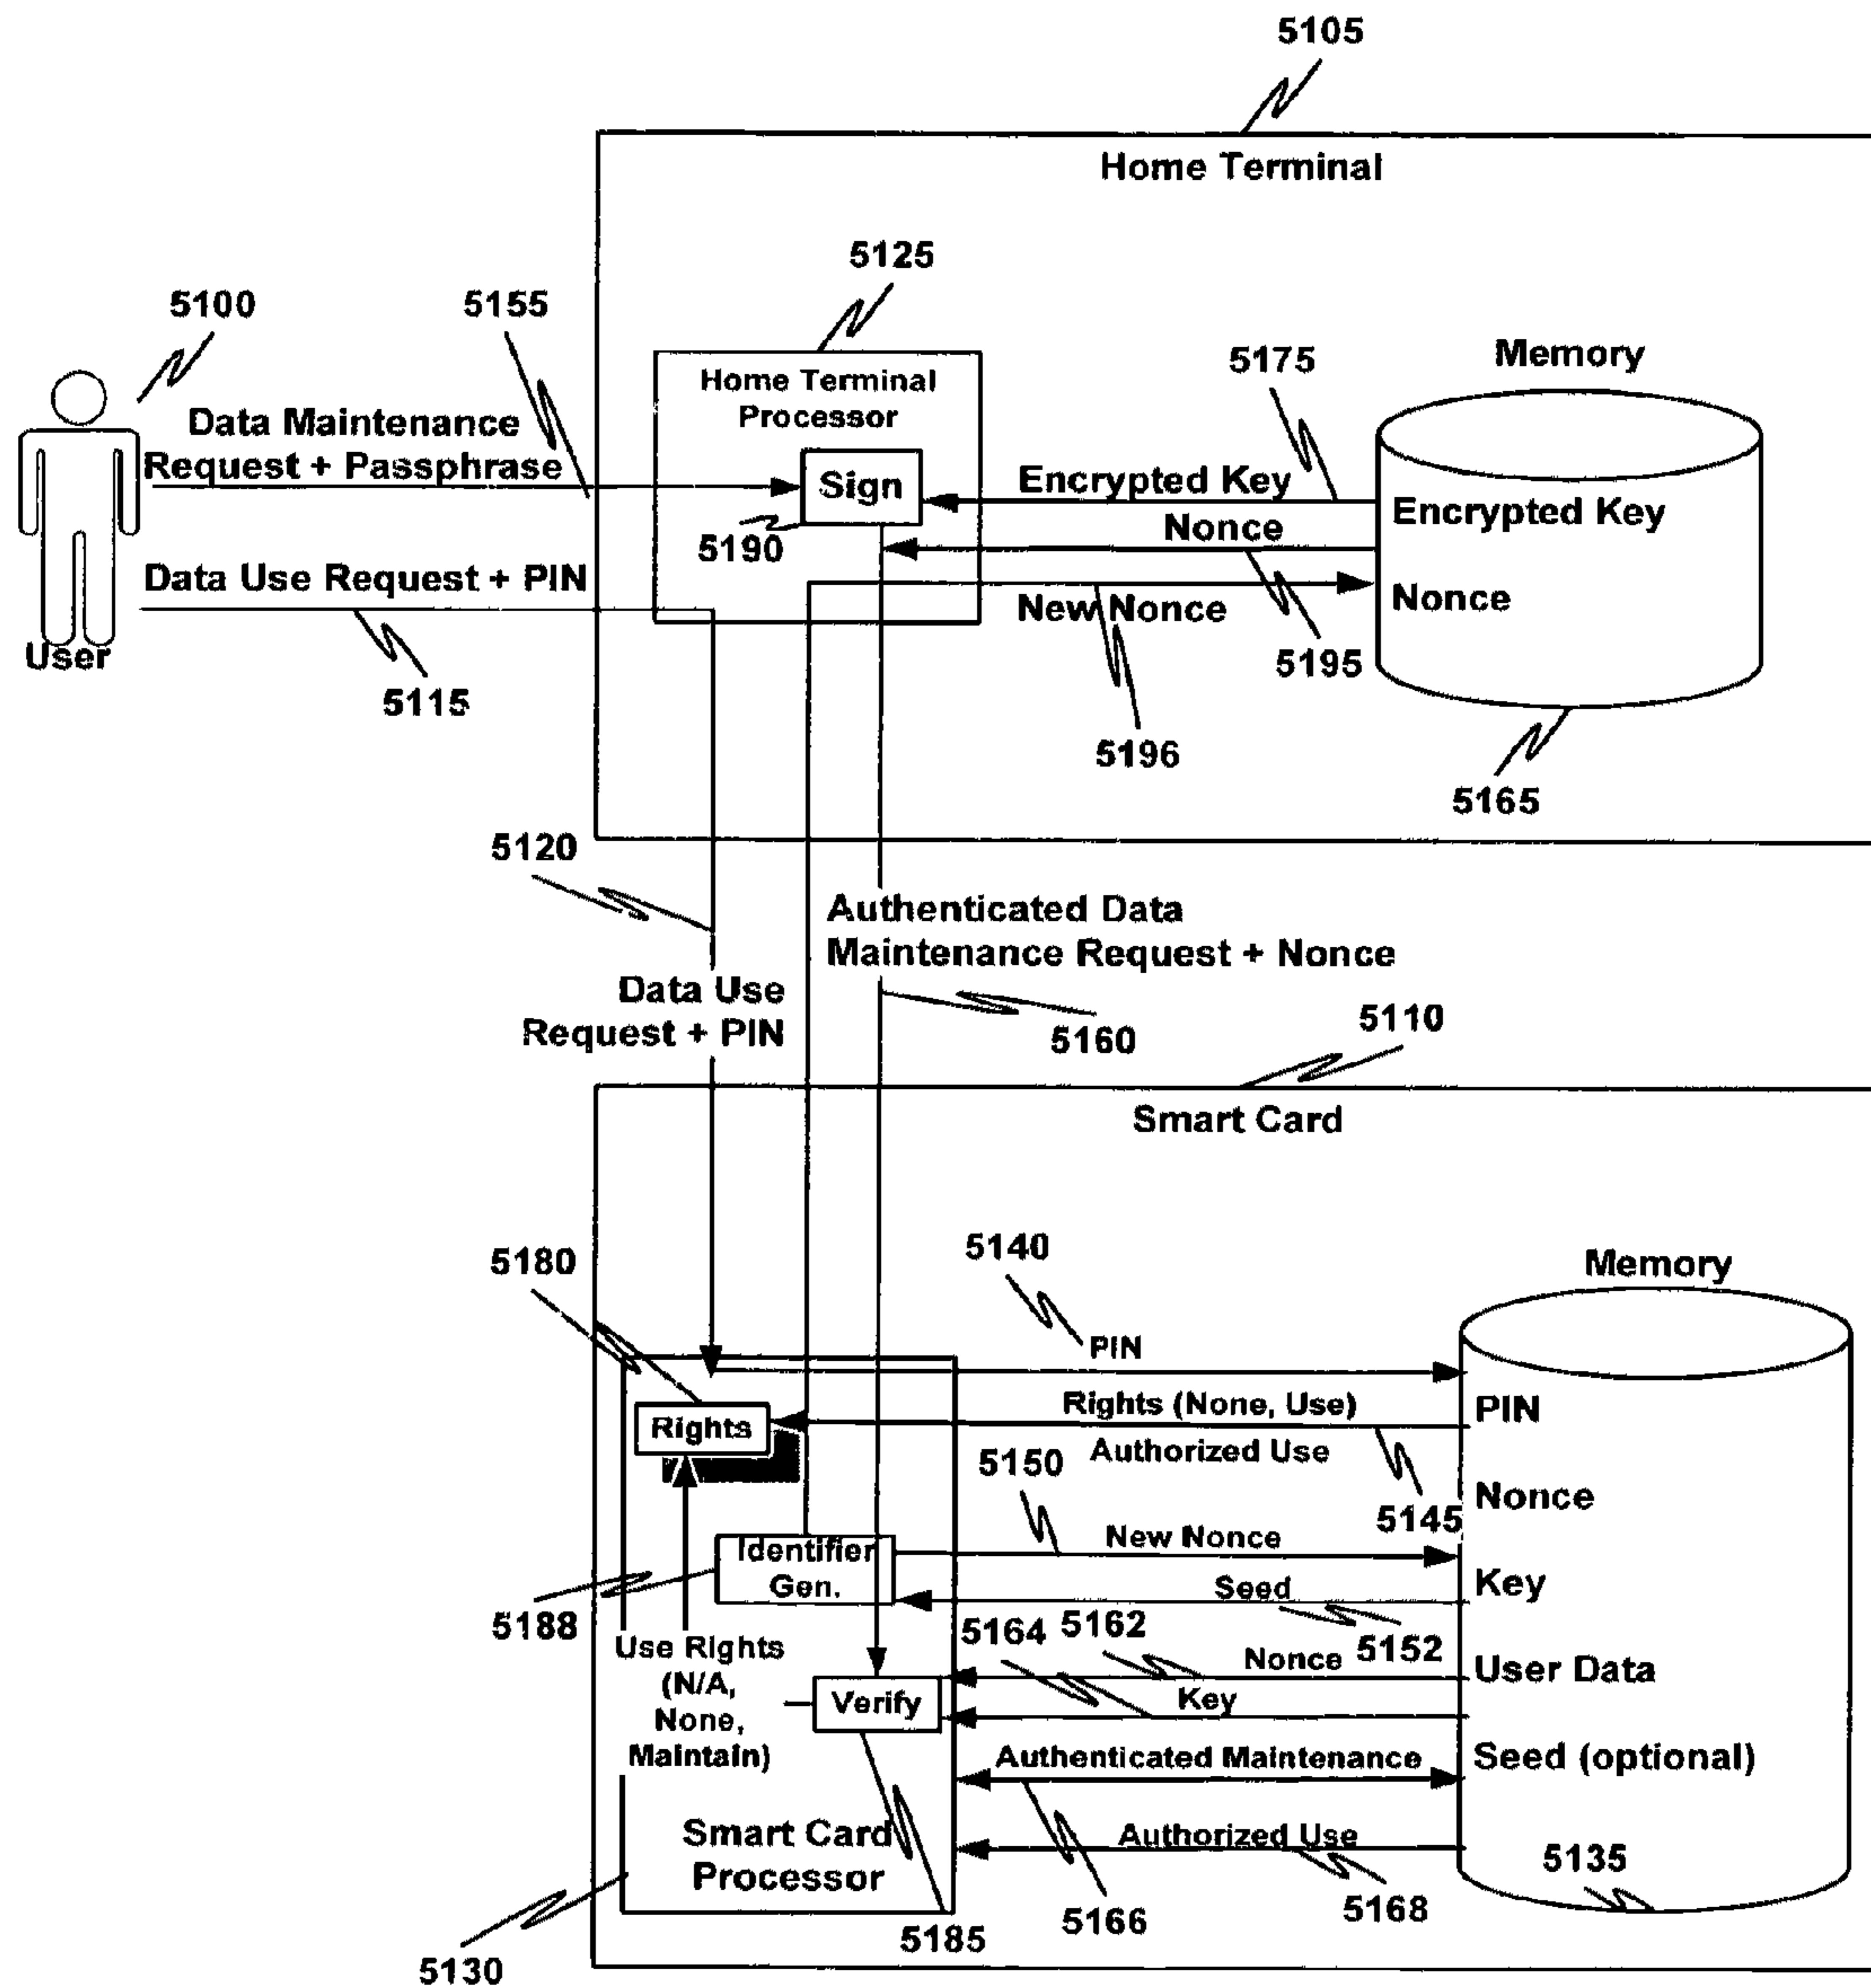 5105
Home Terminal
5125
5100
5155
5175
Memory
Home Terminal
Processor
Data Maintenance
Request + Passphrase
Sign
Encrypted Key
Encrypted Key
5190
Nonce
Data Use Request + PIN
New Nonce
Nonce
User
5195
5115
5196
5165
5120
Authenticated Data
Maintenance Request + Nonce
Data Use
Request + PIN
5160
5110
Smart Card
5180
5140
Memory
PIN
Rights (None, Use)
PIN
Rights
Authorized Use
5150
Nonce
5145
New Nonce
Identifier
Gen.
Seed
Key
5188
5164
5162
5152
Use Rights
(N/A,
None,
Maintain)
Nonce
User Data
Verify
Key
Authenticated Maintenance
Seed (optional)
Smart Card
Processor
Authorized Use
5135
5168
5166
5185
5130